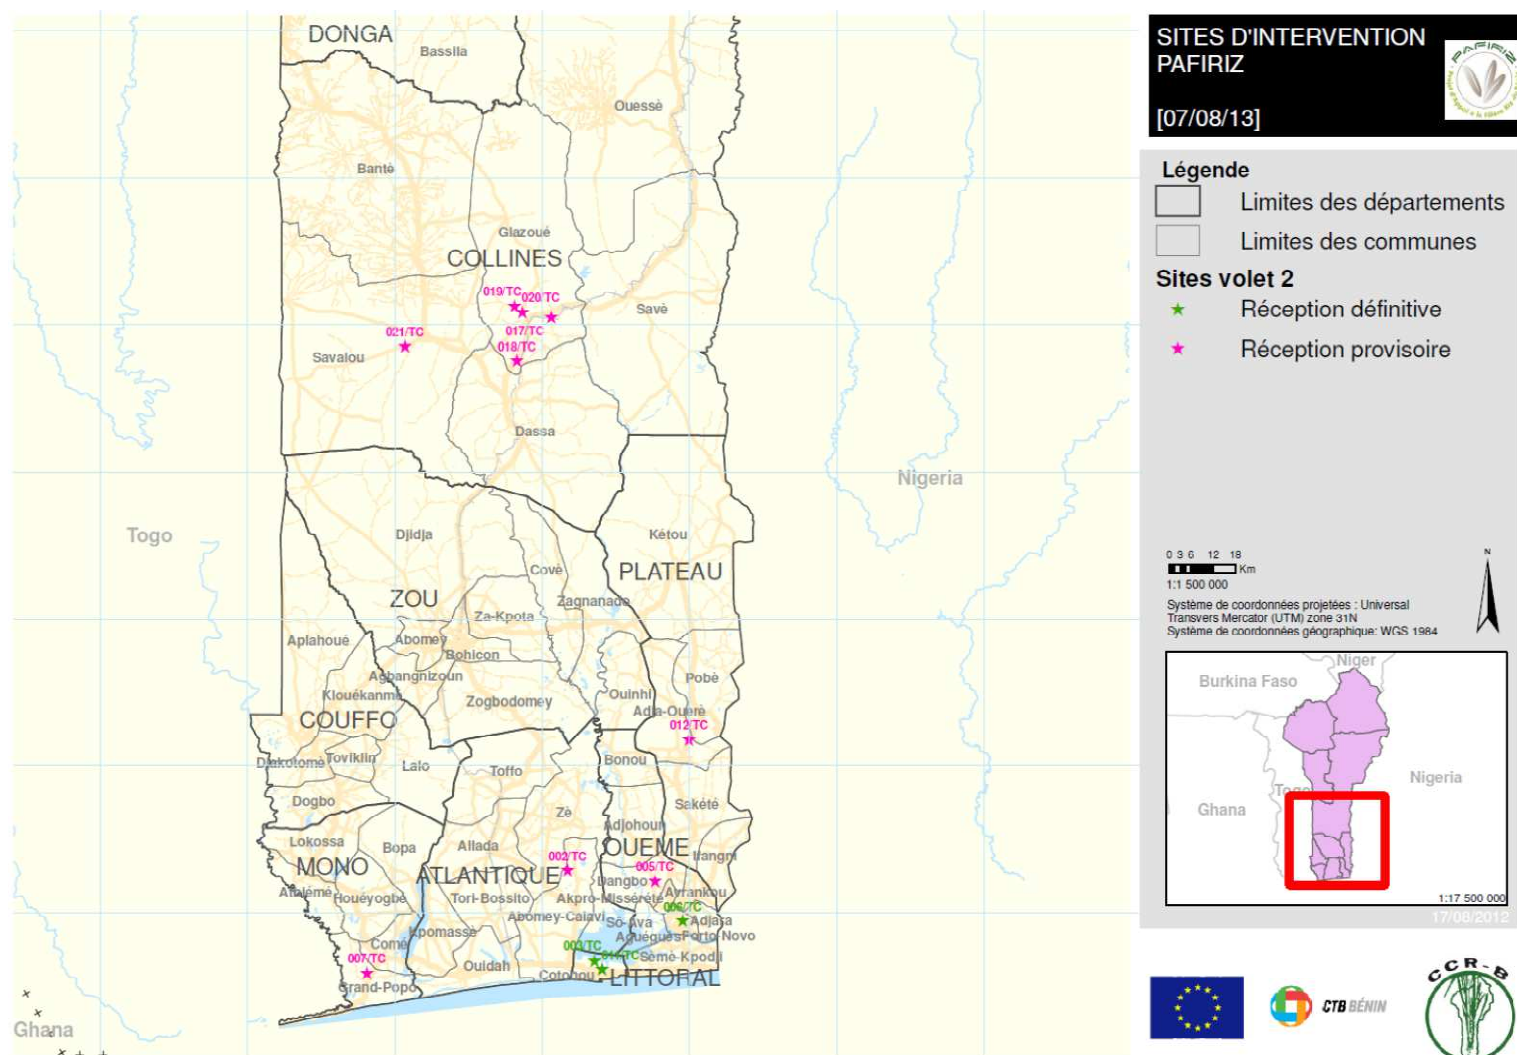 SITES D'INTERVENTION
PAFIRIZ
[07/08/13]
PAFIRIZ
Légende
Limites des départements
Limites des communes
Sites volet 2
Réception définitive
Réception provisoire
0 3 6 12 18
Km
1:1 500 000
Système de coordonnées projetées : Universal
Transvers Mercator (UTM) zone 31N
Système de coordonnées géographique: WGS 1984
N
Niger
Burkina Faso
Nigeria
Togo
Ghana
1:17 500 000
17/08/2012
CTB BÉNIN
CCR-B
DONGA
Bassila
Ouessè
Bantè
Glazoué
COLLINES
019/TC
020/TC
Savè
017/TC
021/TC
018/TC
Savalou
Dassa
Nigeria
Togo
Djidja
Kétou
Covè
PLATEAU
ZOU
Zagnanado
Za-Kpota
Aplahoué
Abomey
Bohicon
Agbangnizoun
Pobè
Klouékanmè
Ouinhi
Zogbodomey
Adja-Ouèrè
COUFFO
012/TC
Djakotomè
Toviklin
Lalo
Toffo
Bonou
Dogbo
Sakété
Zè
Adjohoun
Lokossa
Bopa
Allada
OUEME
Ifangni
MONO
ATLANTIQUE
002/TC
005/TC
Dangbo
Athiémé
Houéyogbé
Tori-Bossito
Akpro-Missérété
Avrankou
006/TC
Abomey-Calavi
Sô-Ava
Adjara
Kpomassè
Aguégués
Porto-Novo
Comé
003/TC
Sèmè-Kpodji
007/TC
Ouidah
Cotonou
LITTORAL
Grand-Popo
Ghana